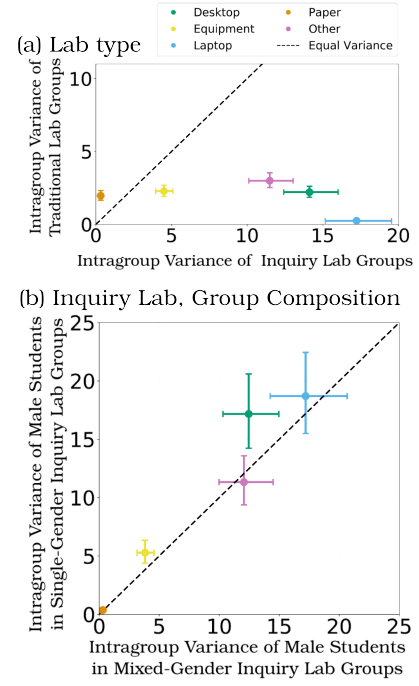 Desktop
Equipment
Laptop
Paper
Other
Equal Variance
(a) Lab type
Intragroup Variance of
Traditional Lab Groups
10
5
0
0
5
10
15
20
Intragroup Variance of Inquiry Lab Groups
(b) Inquiry Lab, Group Composition
Intragroup Variance of Male Students
in Single-Gender Inquiry Lab Groups
25
20
15
10
5
0
0
5
10
15
20
25
Intragroup Variance of Male Students
in Mixed-Gender Inquiry Lab Groups